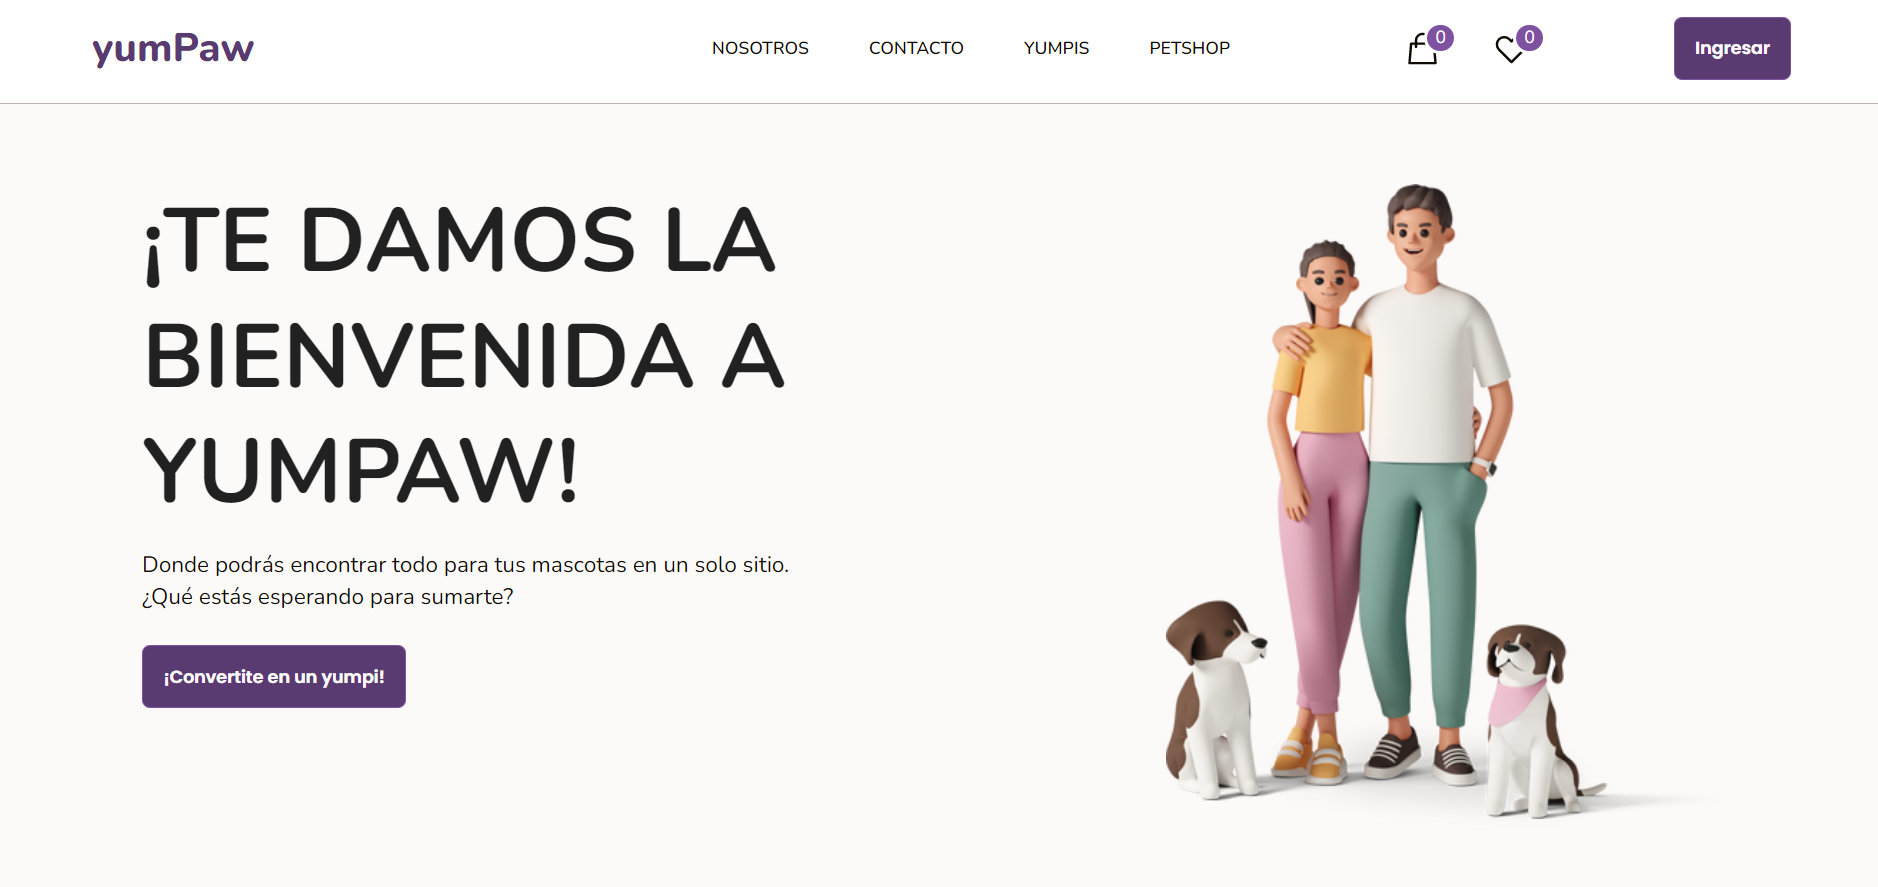 yumPaw
NOSOTROS
CONTACTO
YUMPIS
PETSHOP
0
0
Ingresar
¡TE DAMOS LA
BIENVENIDA A
YUMPAW!
Donde podrás encontrar todo para tus mascotas en un solo sitio.
¿Qué estás esperando para sumarte?
¡Convertite en un yumpi!